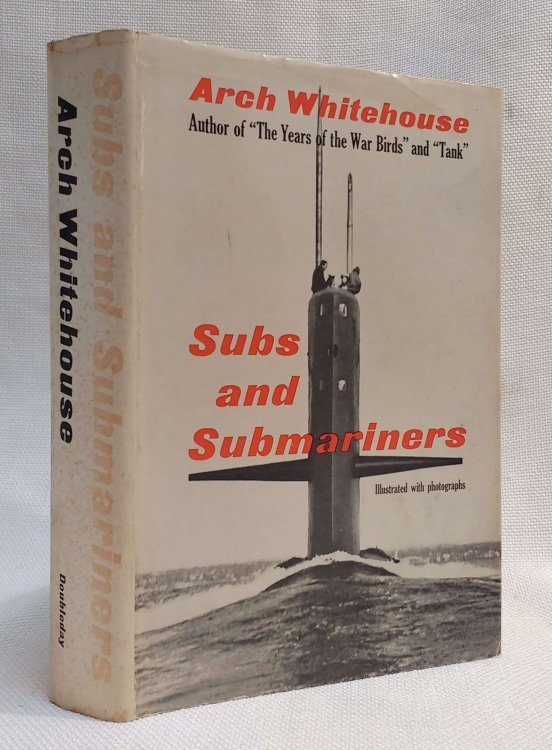 Arch Whitehouse
Author of "The Years of the War Birds" and "Tank"
Subs
and
Submariners
Illustrated with photographs
Subs and Submariners
Arch Whitehouse
Doubleday